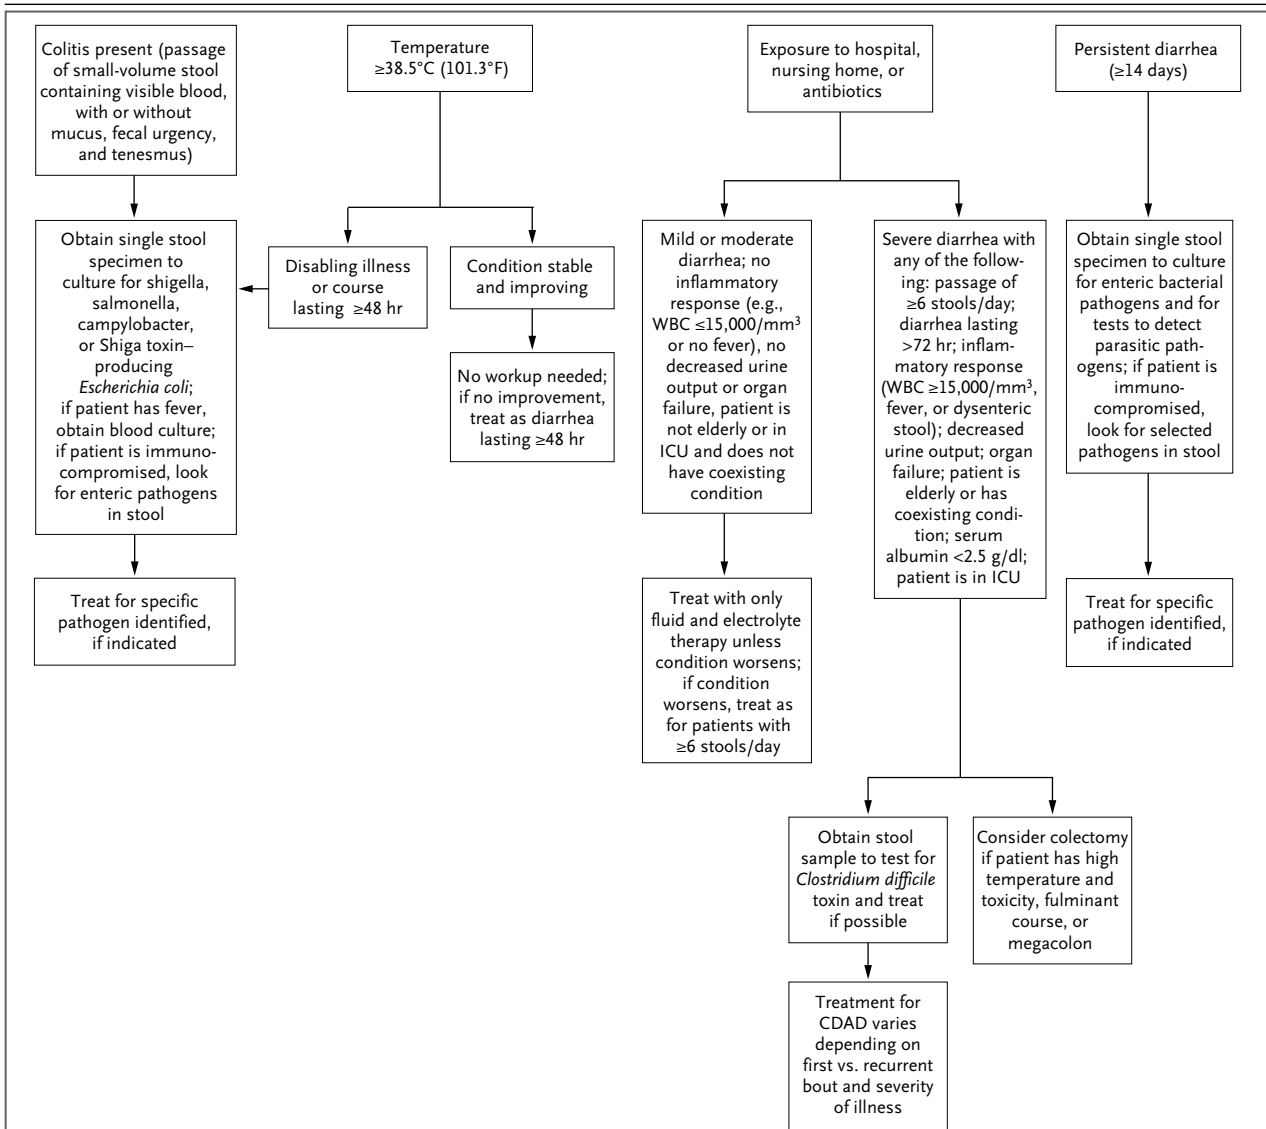 Colitis present (passage
of small-volume stool
containing visible blood,
with or without
mucus, fecal urgency,
and tenesmus)
Temperature
≥38.5°C (101.3°F)
Exposure to hospital,
nursing home, or
antibiotics
Persistent diarrhea
(≥14 days)
Obtain single stool
specimen to
culture for shigella,
salmonella,
campylobacter,
or Shiga toxin–
producing
Escherichia coli;
if patient has fever,
obtain blood culture;
if patient is immuno-
compromised, look
for enteric pathogens
in stool
Disabling illness
or course
lasting ≥48 hr
Condition stable
and improving
Mild or moderate
diarrhea; no
inflammatory
response (e.g.,
WBC ≤15,000/mm³
or no fever), no
decreased urine
output or organ
failure, patient is
not elderly or in
ICU and does not
have coexisting
condition
Severe diarrhea with
any of the follow-
ing: passage of
≥6 stools/day;
diarrhea lasting
>72 hr; inflam-
matory response
(WBC ≥15,000/mm³,
fever, or dysenteric
stool); decreased
urine output; organ
failure; patient is
elderly or has
coexisting condi-
tion; serum
albumin <2.5 g/dl;
patient is in ICU
Obtain single stool
specimen to culture
for enteric bacterial
pathogens and for
tests to detect
parasitic path-
ogens; if patient is
immuno-
compromised,
look for selected
pathogens in stool
No workup needed;
if no improvement,
treat as diarrhea
lasting ≥48 hr
Treat for specific
pathogen identified,
if indicated
Treat with only
fluid and electrolyte
therapy unless
condition worsens;
if condition
worsens, treat as
for patients with
≥6 stools/day
Treat for specific
pathogen identified,
if indicated
Obtain stool
sample to test for
Clostridium difficile
toxin and treat
if possible
Consider colectomy
if patient has high
temperature and
toxicity, fulminant
course, or
megacolon
Treatment for
CDAD varies
depending on
first vs. recurrent
bout and severity
of illness